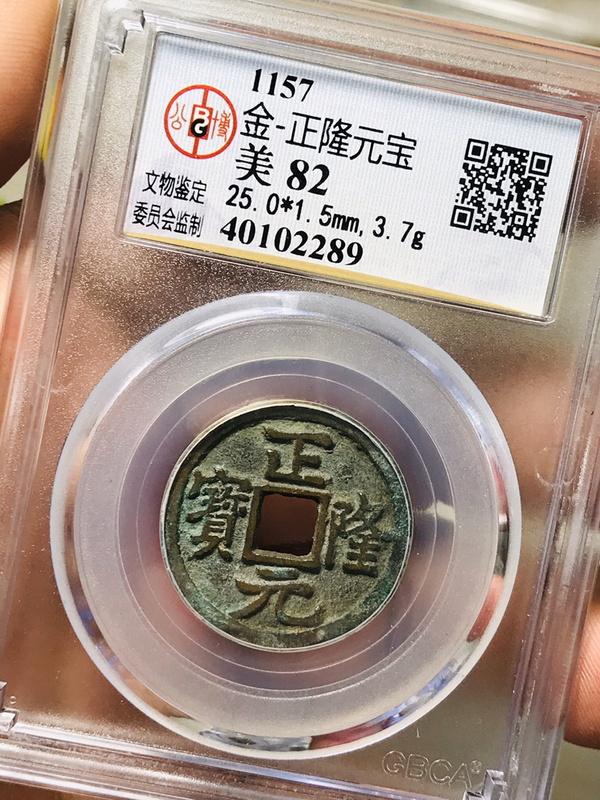 1157
公 BG 博
金-正隆元宝
美 82
文物鉴定
委员会监制
25.0*1.5mm, 3.7g
40102289
正
隆
元
寶
GBCA